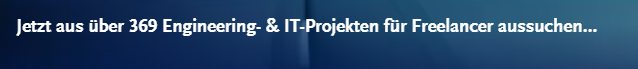 Jetzt aus über 369 Engineering- & IT-Projekten für Freelancer aussuchen...